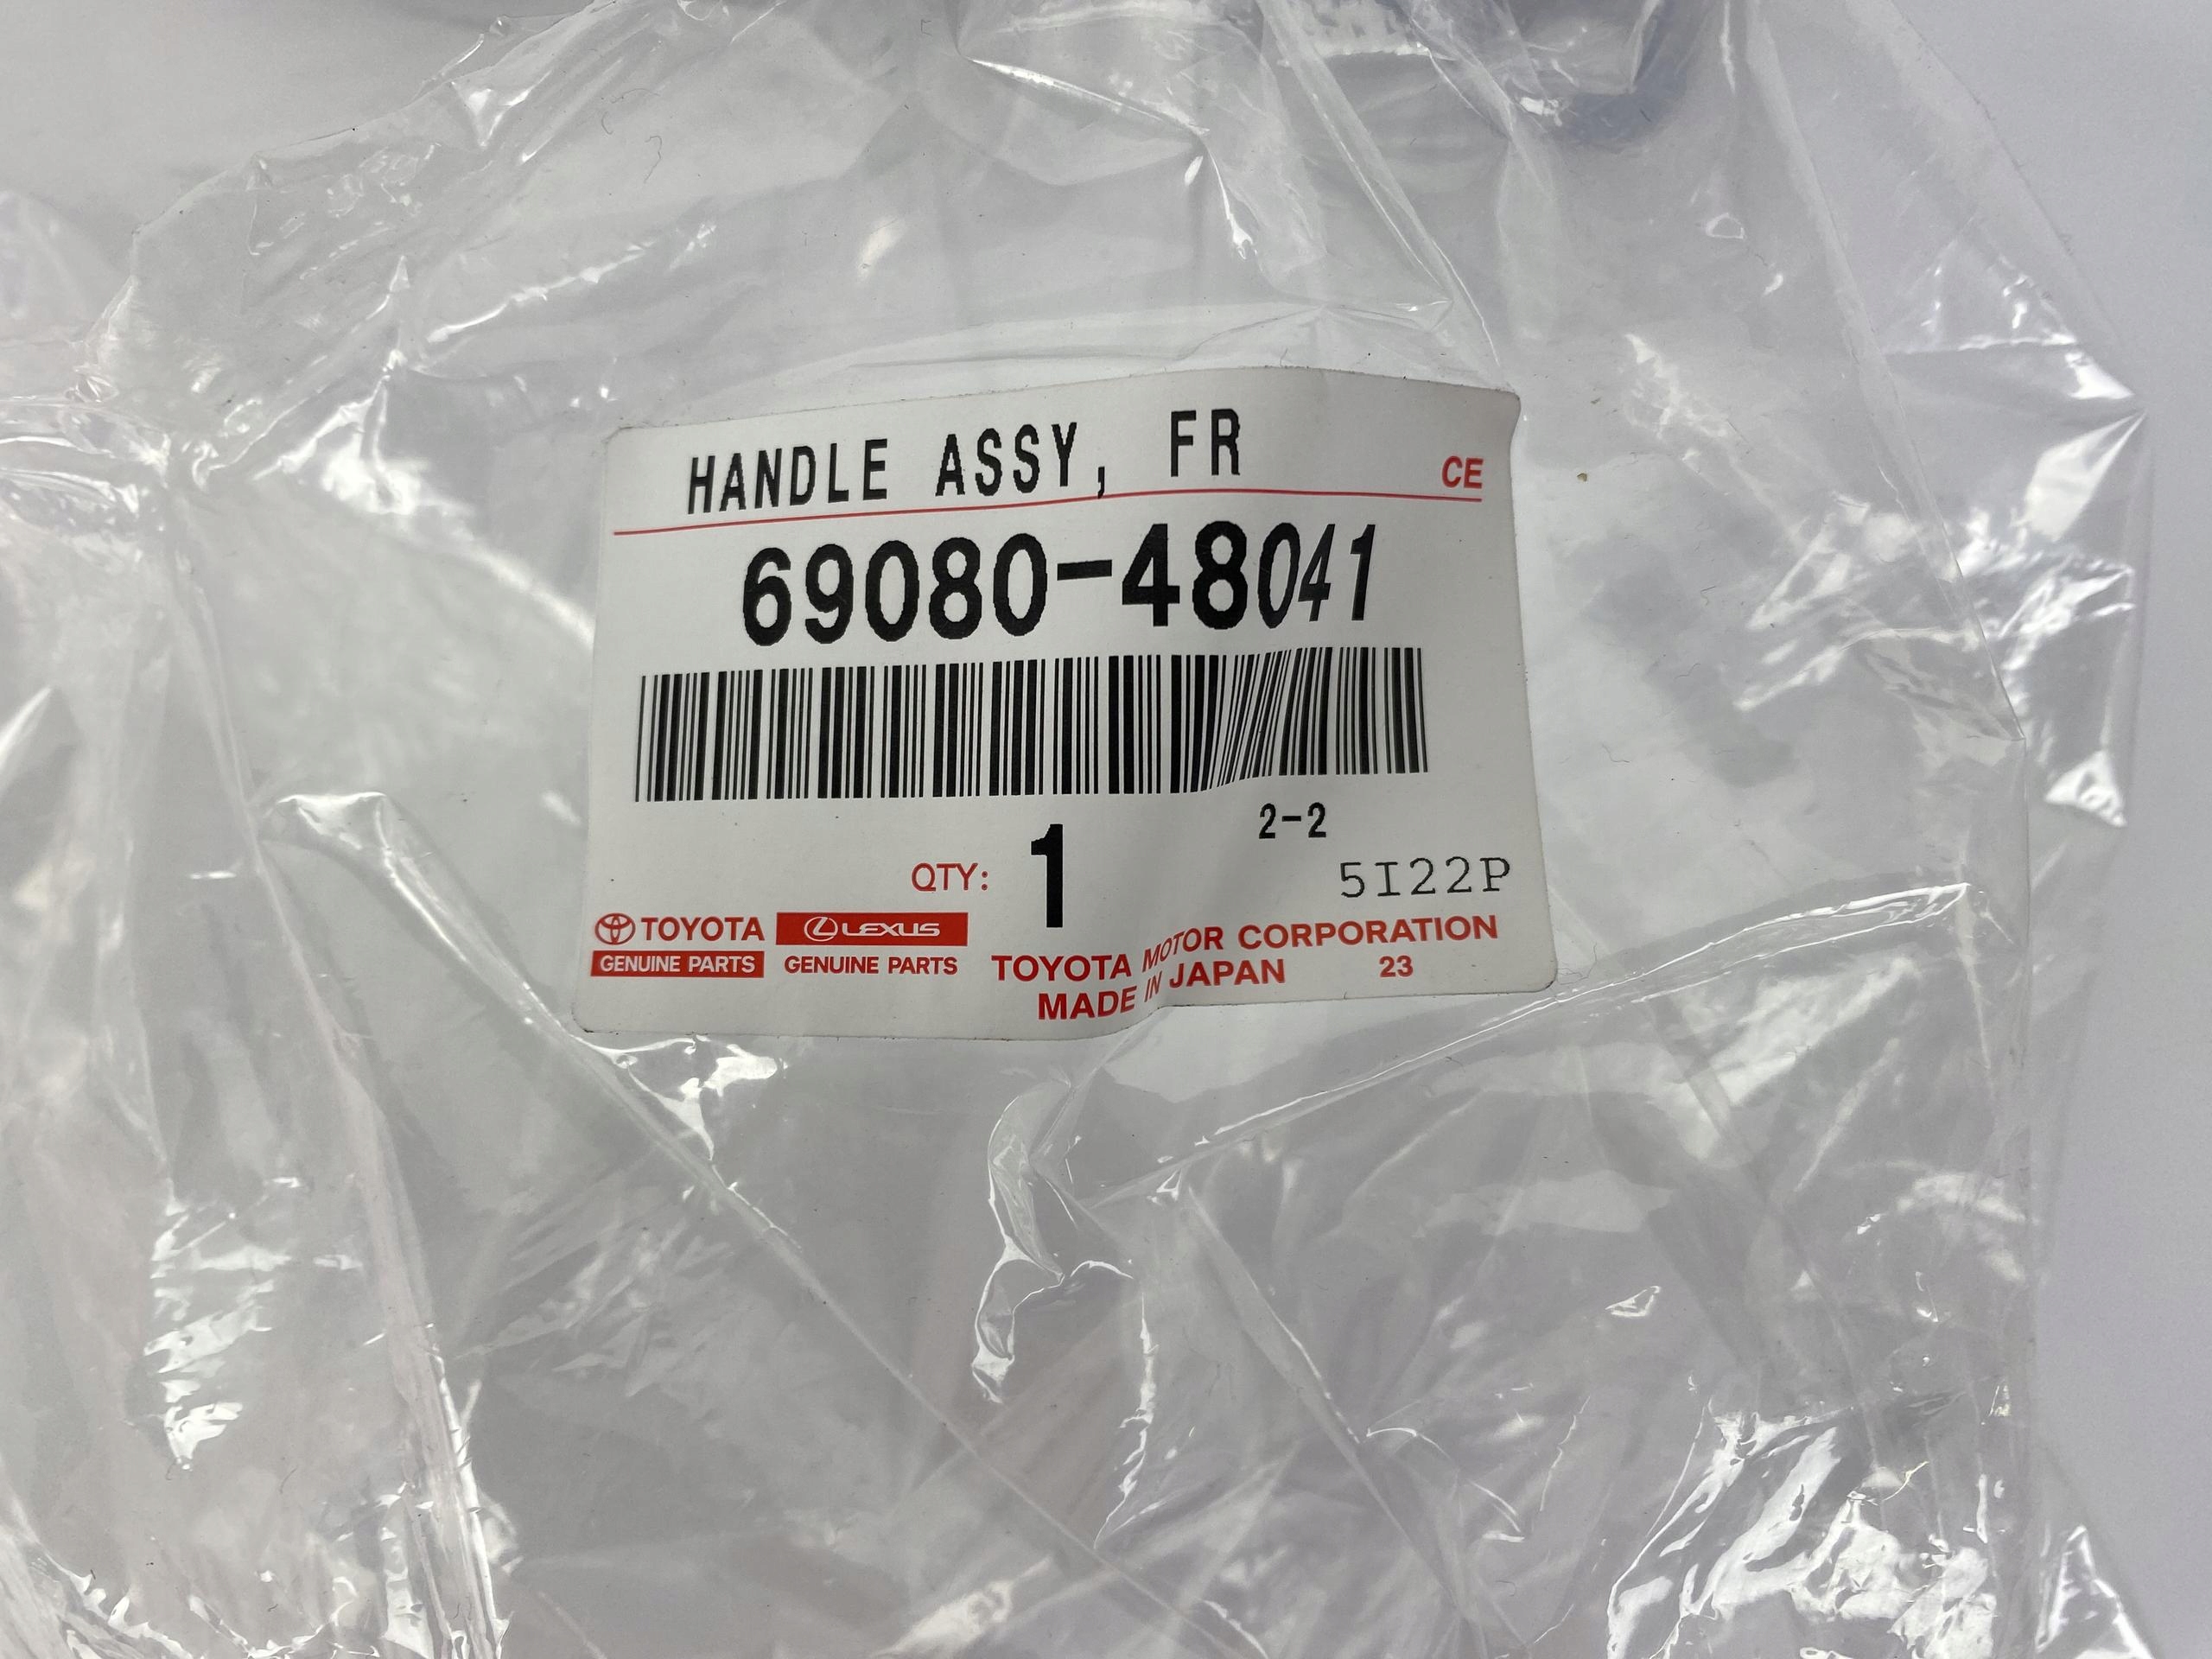 HANDLE ASSY, FR
CE
69080-48041
2-2
QTY: 1
5I22P
TOYOTA
GENUINE PARTS
LEXUS
GENUINE PARTS
TOYOTA MOTOR CORPORATION
MADE IN JAPAN 23